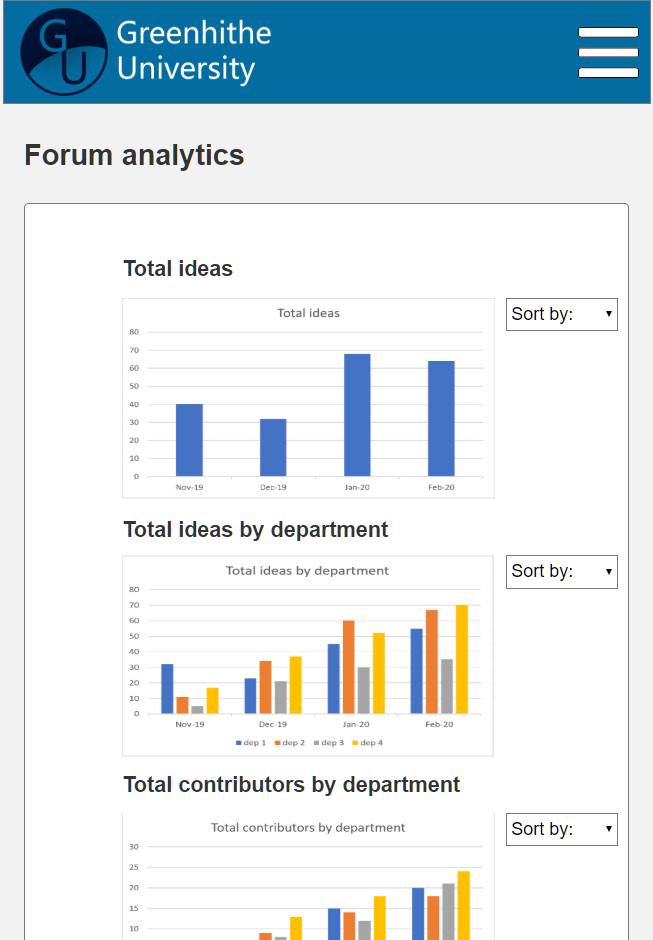 GU
Greenhithe
University
Forum analytics
Total ideas
Sort by:
Total ideas
80
70
60
50
40
30
20
10
0
Nov-19 Dec-19 Jan-20 Feb-20
Total ideas by department
Sort by:
Total ideas by department
80
70
60
50
40
30
20
10
0
Nov-19 Dec-19 Jan-20 Feb-20
dep 1 dep 2 dep 3 dep 4
Total contributors by department
Sort by:
Total contributors by department
30
25
20
15
10